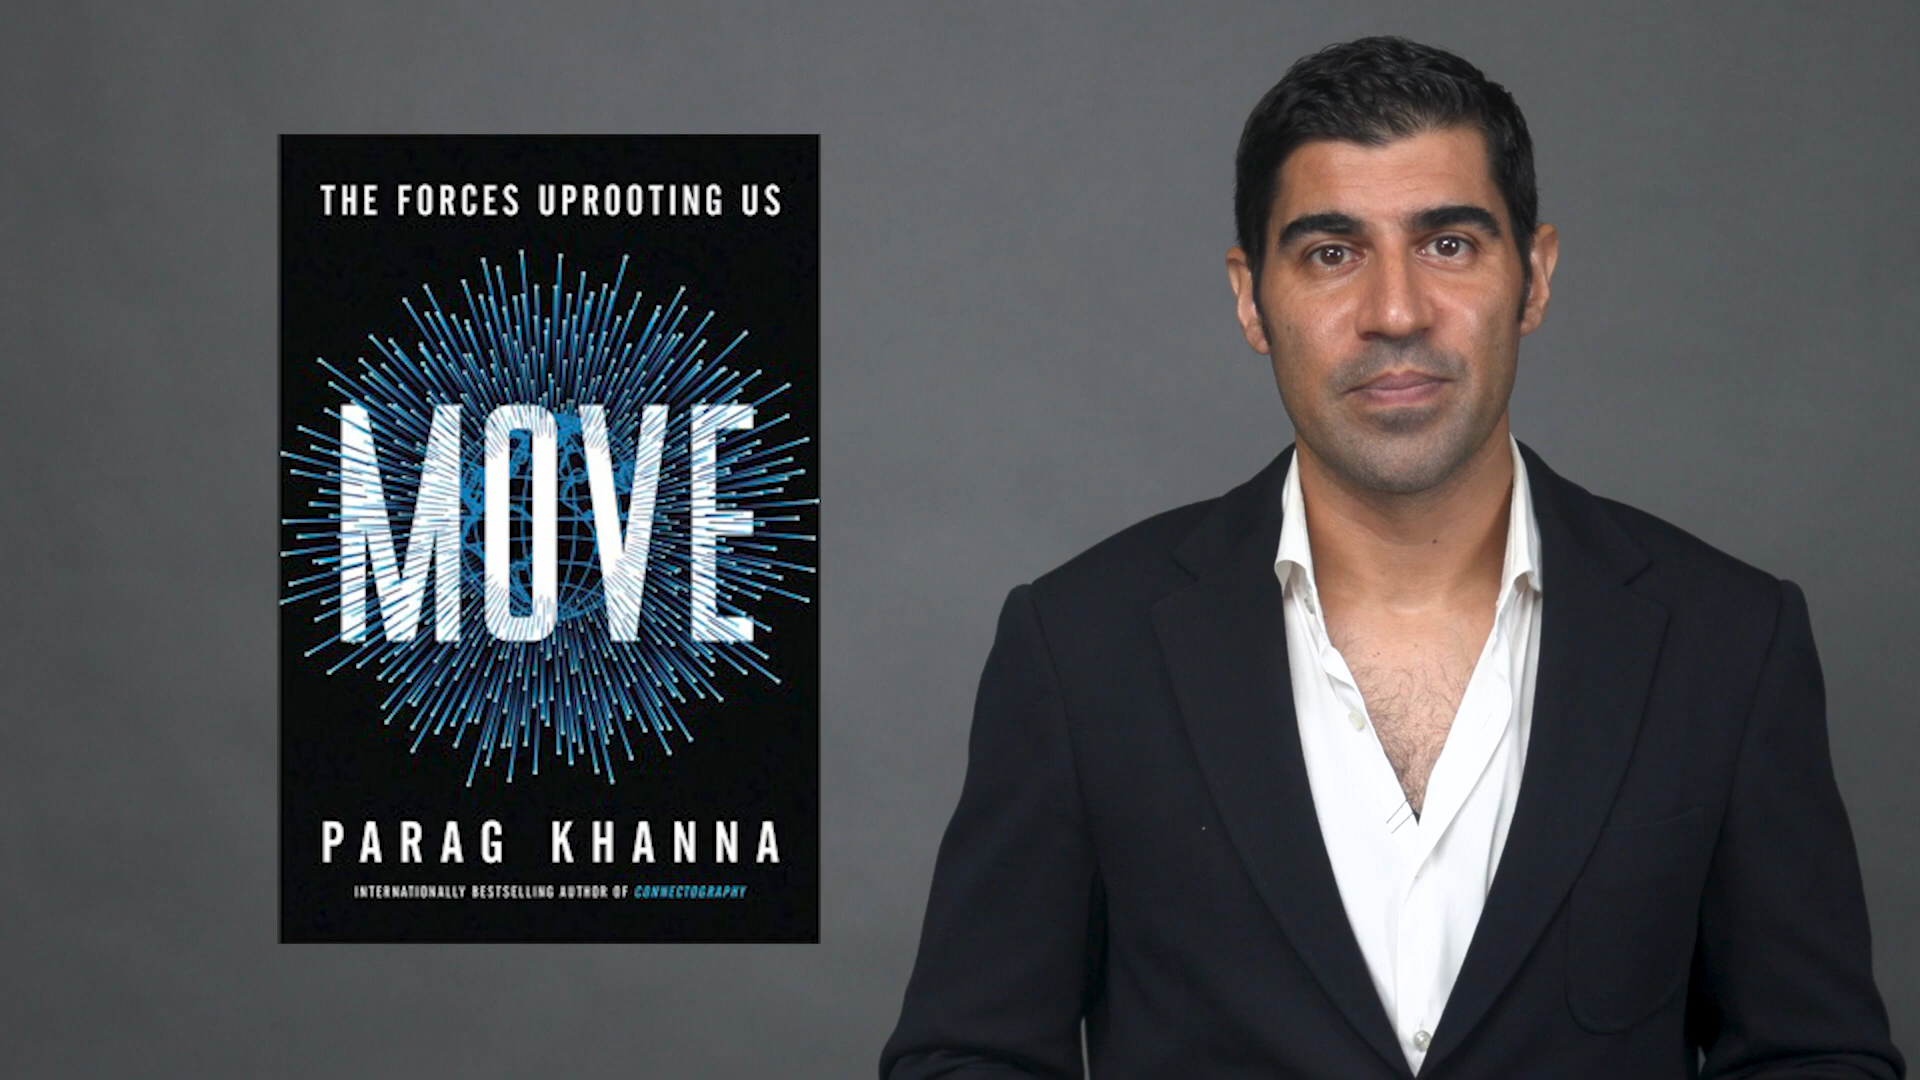 THE FORCES UPROOTING US
MOVE
PARAG KHANNA
INTERNATIONALLY BESTSELLING AUTHOR OF CONNECTOGRAPHY